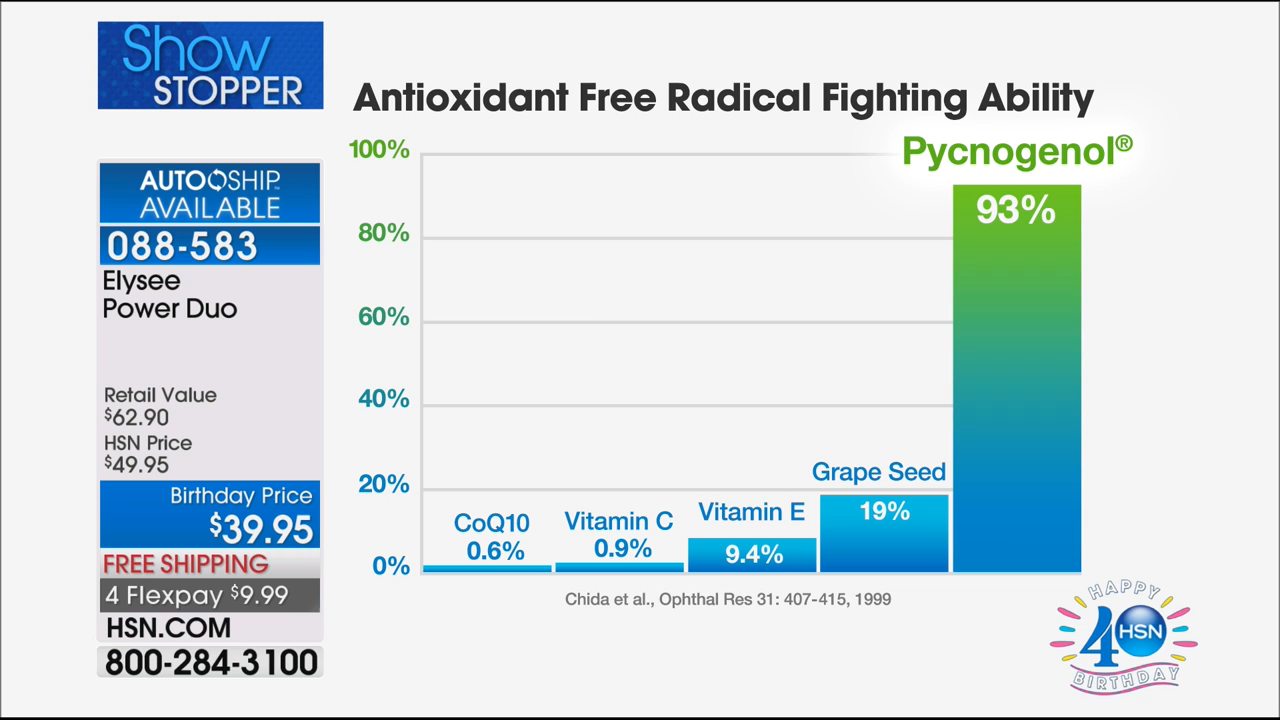 Show
STOPPER
AUTO SHIP™
AVAILABLE
088-583
Elysee
Power Duo
Retail Value
$62.90
HSN Price
$49.95
Birthday Price
$39.95
FREE SHIPPING
4 Flexpay $9.99
HSN.COM
800-284-3100
Antioxidant Free Radical Fighting Ability
100%
80%
60%
40%
20%
0%
CoQ10
0.6%
Vitamin C
0.9%
Vitamin E
9.4%
Grape Seed
19%
Pycnogenol®
93%
Chida et al., Ophthal Res 31: 407-415, 1999
HAPPY
40 HSN
BIRTHDAY